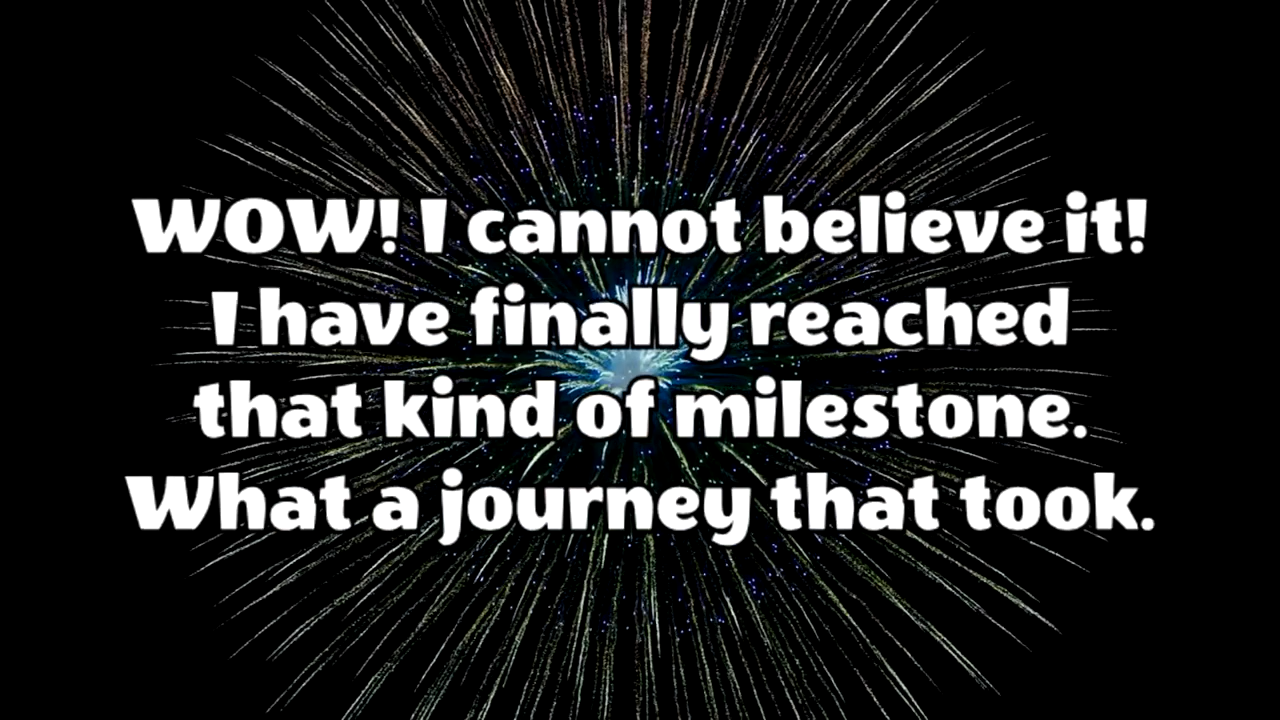 WOW! I cannot believe it!
I have finally reached
that kind of milestone.
What a journey that took.